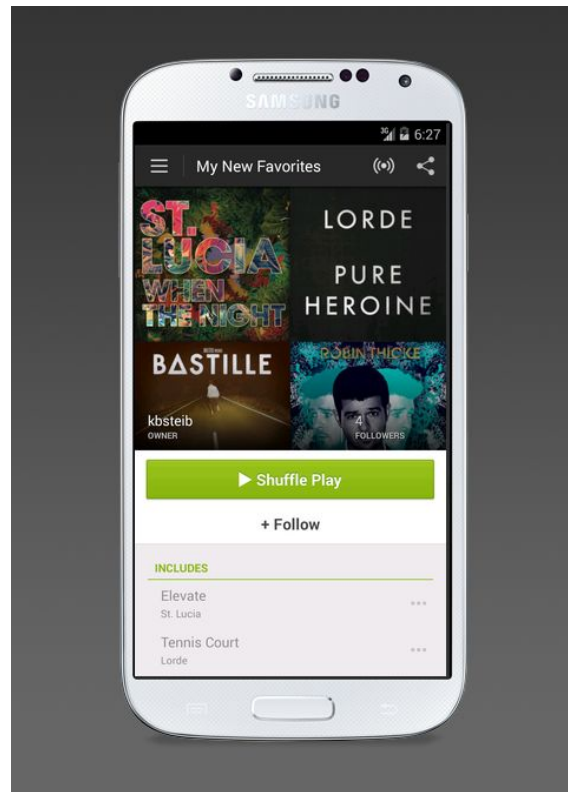 SAMSUNG
3G 6:27
My New Favorites
ST.
LUCIA
WHEN
THE NIGHT
LORDE
PURE
HEROINE
BASTILLE
ROBIN THICKE
kbsteib
OWNER
4
FOLLOWERS
Shuffle Play
+ Follow
INCLUDES
Elevate
St. Lucia
Tennis Court
Lorde